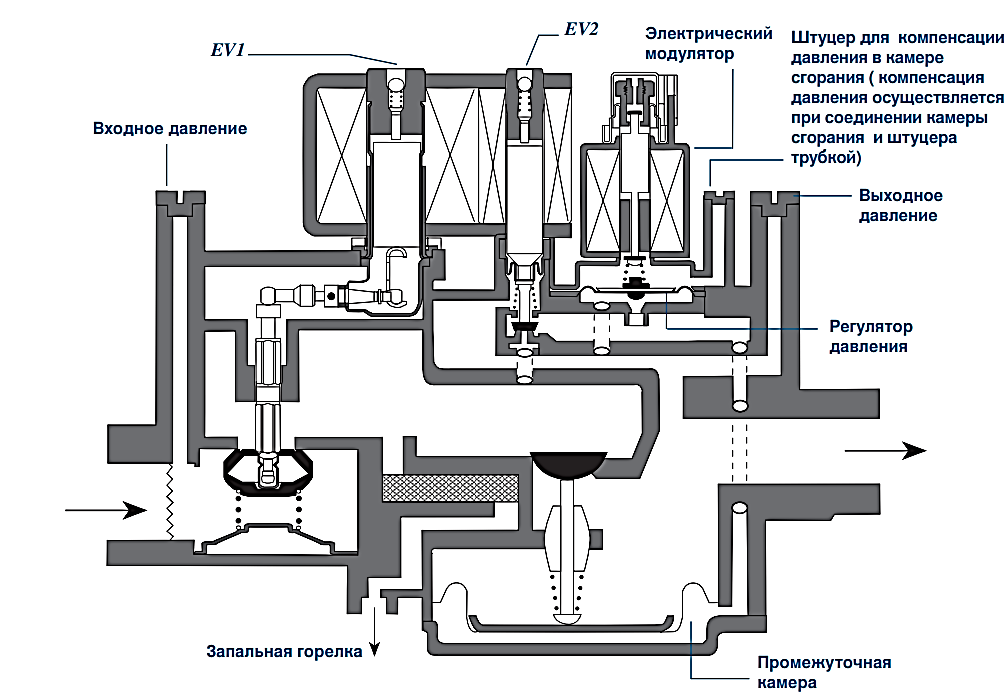 EV1
EV2
Электрический
модулятор
Штуцер для компенсации
давления в камере
сгорания ( компенсация
давления осуществляется
при соединении камеры
сгорания и штуцера
трубкой)
Входное давление
Выходное
давление
Регулятор
давления
Запальная горелка
Промежуточная
камера